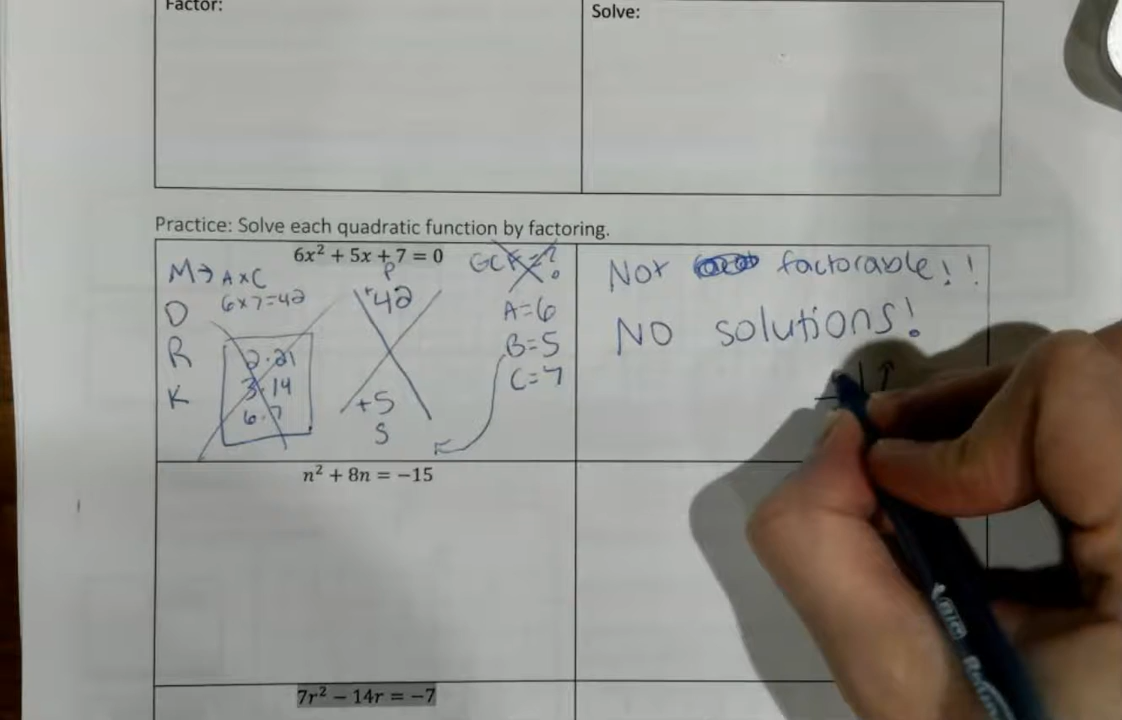 Factor:
Solve:
Practice: Solve each quadratic function by factoring.
6x² + 5x + 7 = 0
M→ A×C
6×7=42
D
R
K
2·21
3·14
6·7
P
+42
+5
S
GCF=?
A=6
B=5
C=7
Not factorable!!
NO solutions!
n² + 8n = −15
7r² − 14r = −7
BIC